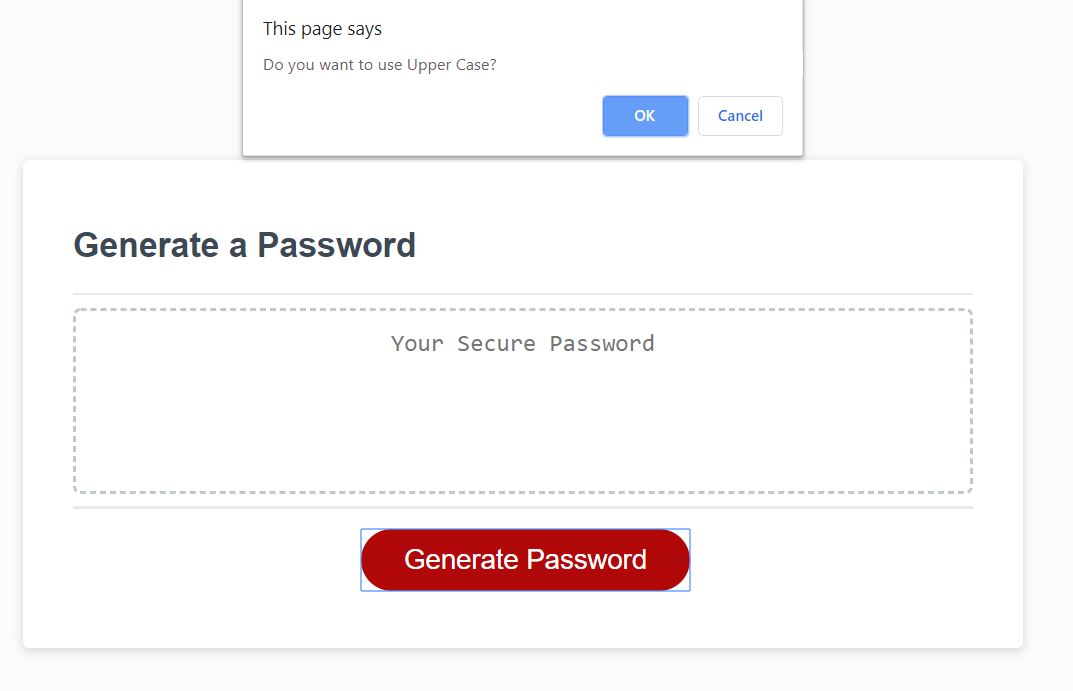 This page says
Do you want to use Upper Case?
OK Cancel
Generate a Password
Your Secure Password
Generate Password